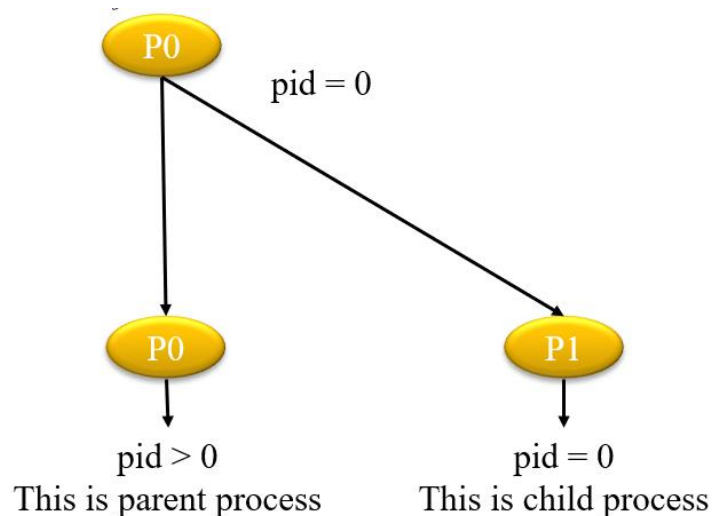 P0
pid = 0
P0
P1
pid > 0
This is parent process
pid = 0
This is child process